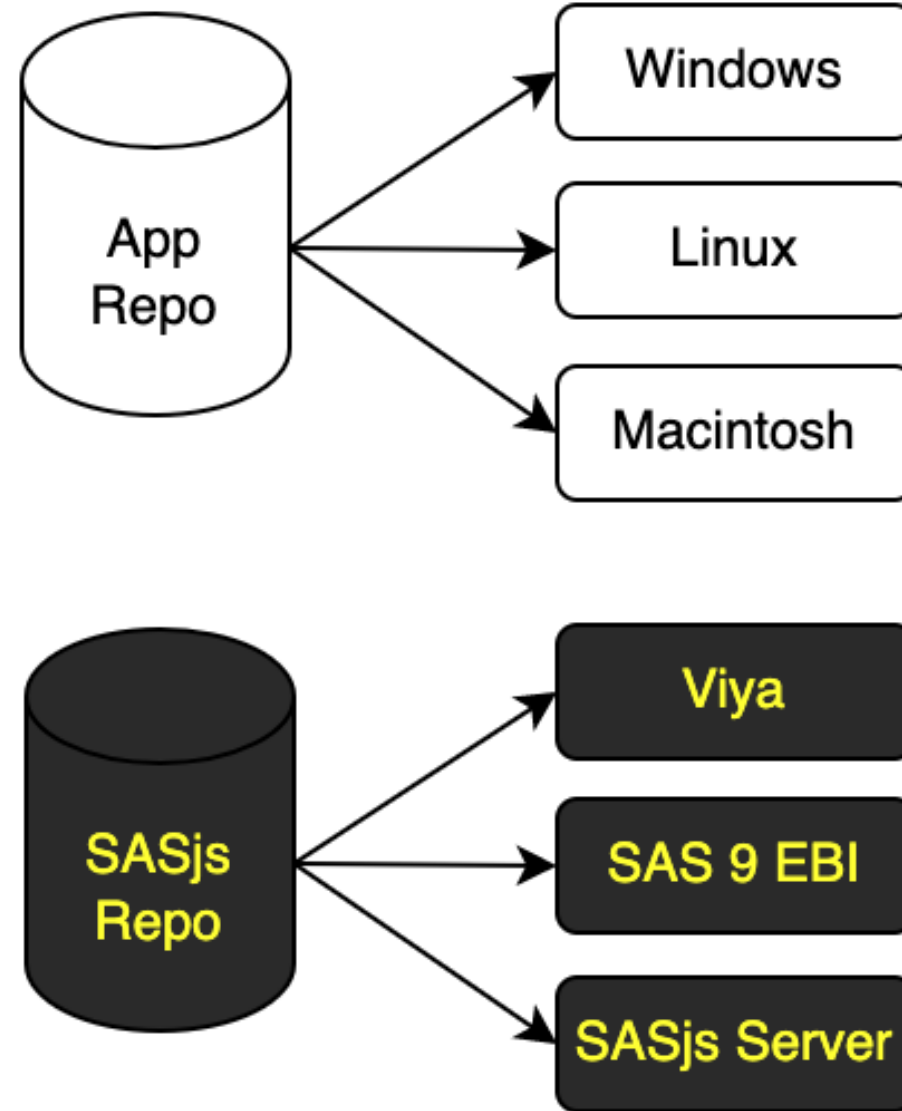 Windows
App
Repo
Linux
Macintosh
Viya
SASjs
Repo
SAS 9 EBI
SASjs Server